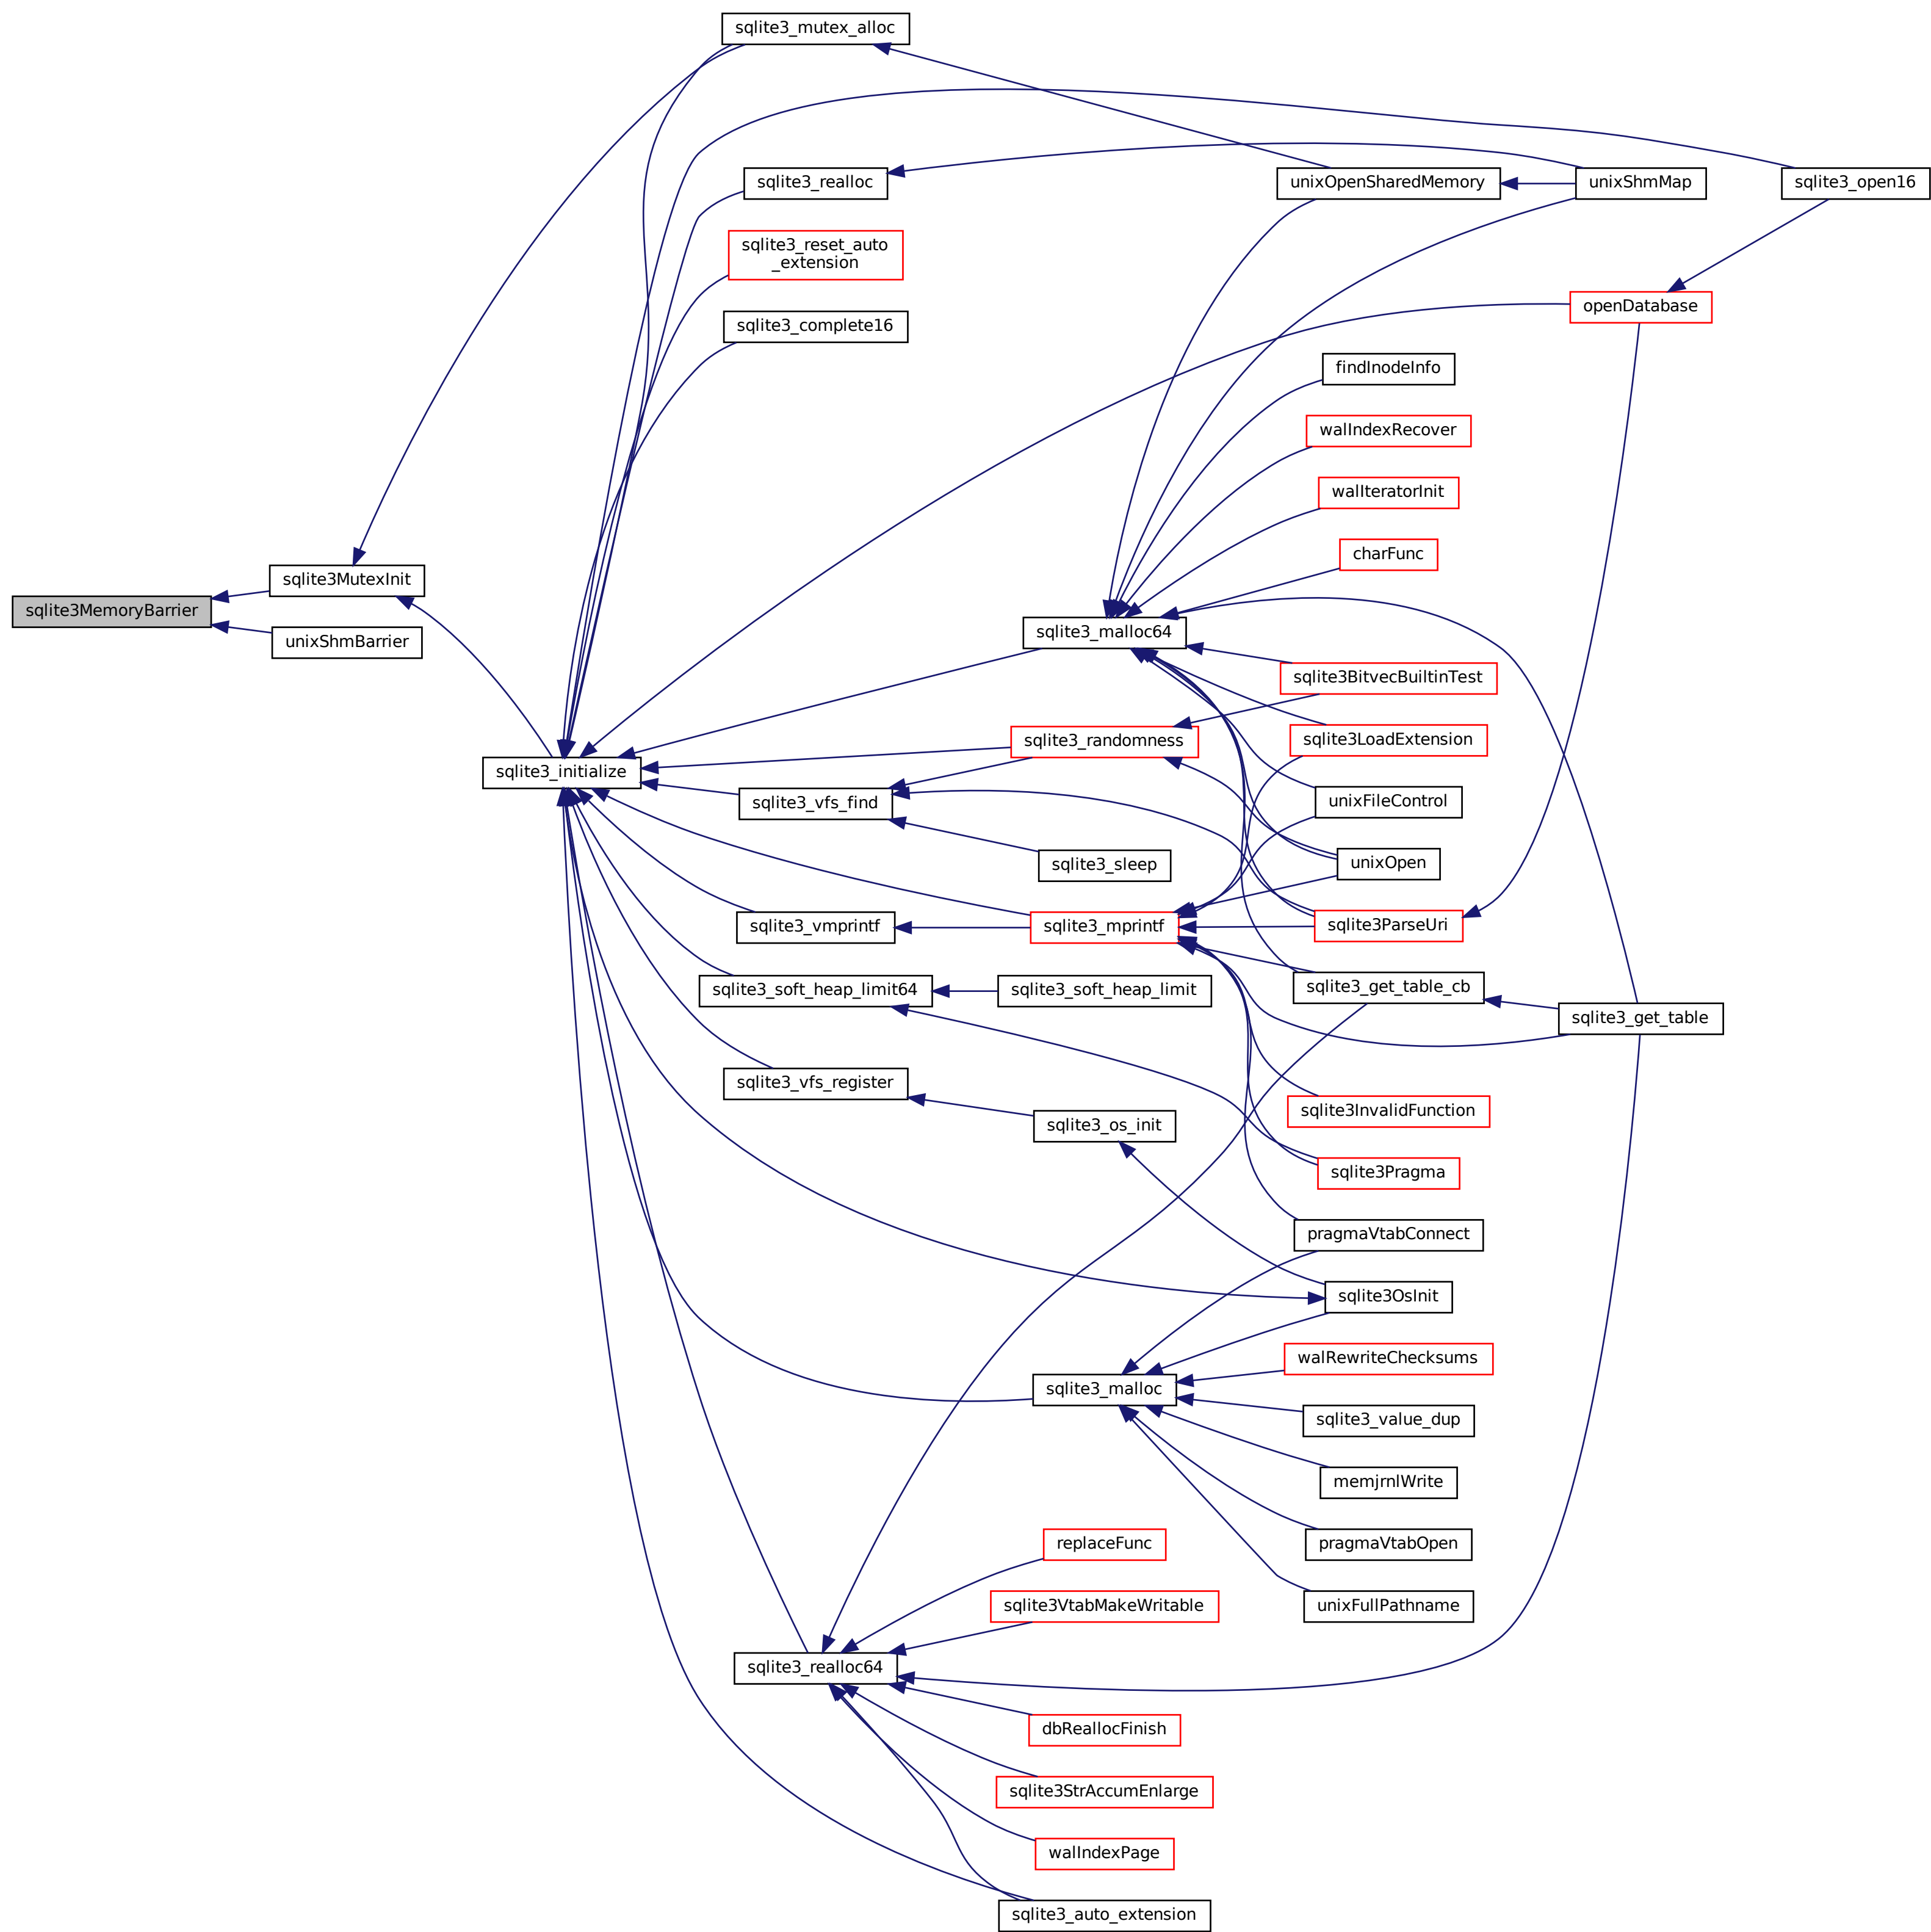 sqlite3_mutex_alloc
sqlite3_realloc
unixOpenSharedMemory
unixShmMap
sqlite3_open16
sqlite3_reset_auto
_extension
openDatabase
sqlite3_complete16
findInodeInfo
walIndexRecover
walIteratorInit
charFunc
sqlite3MutexInit
sqlite3MemoryBarrier
unixShmBarrier
sqlite3_malloc64
sqlite3BitvecBuiltinTest
sqlite3_randomness
sqlite3LoadExtension
sqlite3_initialize
sqlite3_vfs_find
unixFileControl
sqlite3_sleep
unixOpen
sqlite3_vmprintf
sqlite3_mprintf
sqlite3ParseUri
sqlite3_soft_heap_limit64
sqlite3_soft_heap_limit
sqlite3_get_table_cb
sqlite3_get_table
sqlite3_vfs_register
sqlite3InvalidFunction
sqlite3_os_init
sqlite3Pragma
pragmaVtabConnect
sqlite3OsInit
walRewriteChecksums
sqlite3_malloc
sqlite3_value_dup
memjrnlWrite
replaceFunc
pragmaVtabOpen
sqlite3VtabMakeWritable
unixFullPathname
sqlite3_realloc64
dbReallocFinish
sqlite3StrAccumEnlarge
walIndexPage
sqlite3_auto_extension